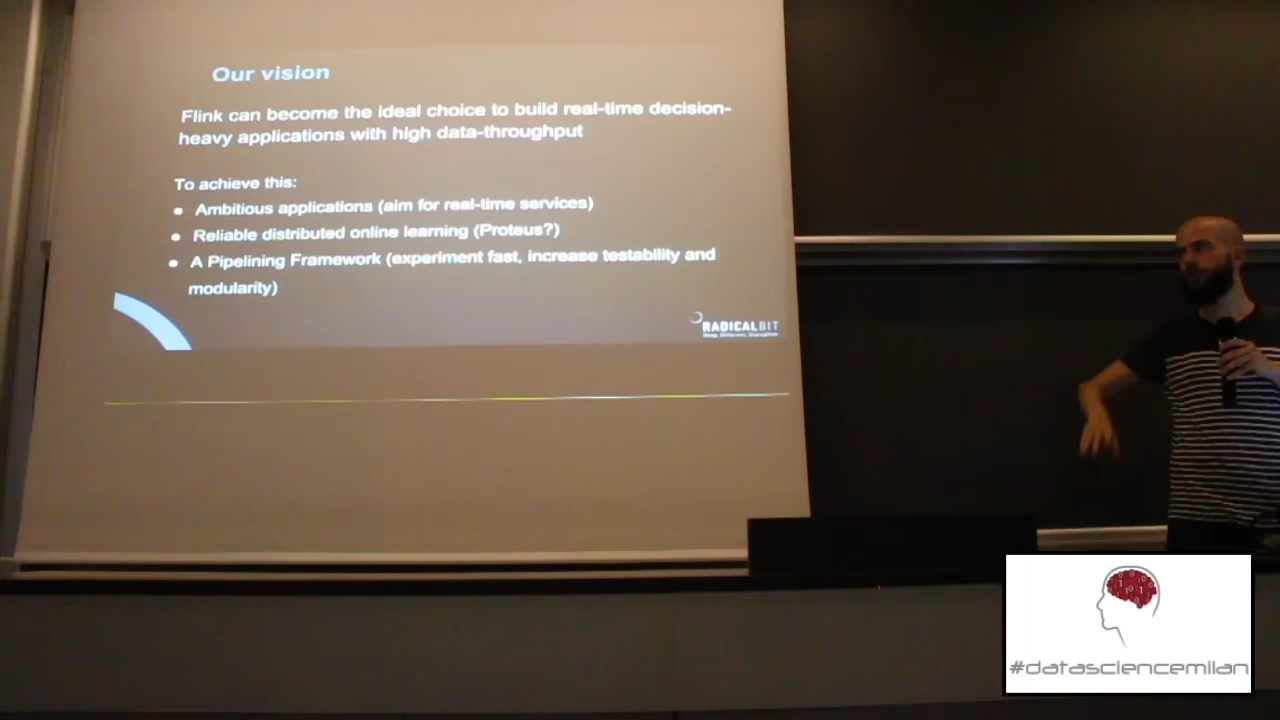 Our vision
Flink can become the ideal choice to build real-time decision-
heavy applications with high data-throughput
To achieve this:
● Ambitious applications (aim for real-time services)
● Reliable distributed online learning (Proteus?)
● A Pipelining Framework (experiment fast, increase testability and
modularity)
RADICALBIT
#datasciencemilan